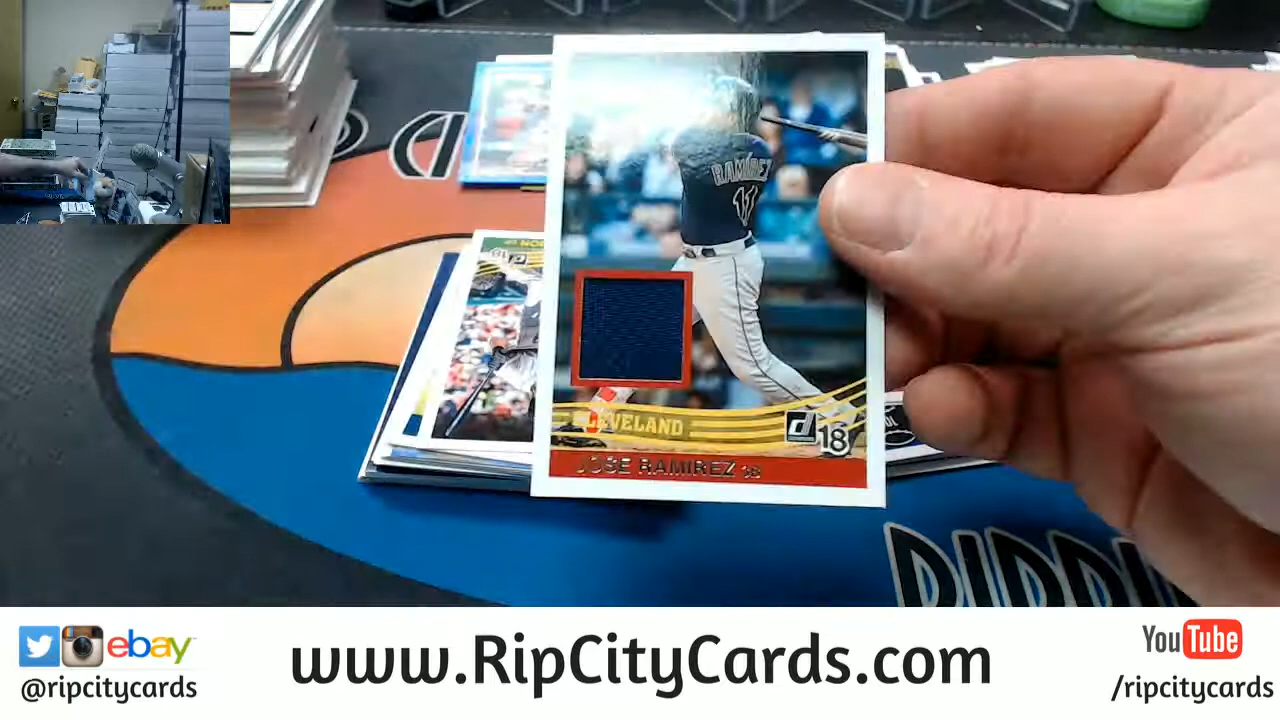 RAMIREZ
11
CLEVELAND
d
18
JOSE RAMIREZ 3B
ebay
@ripcitycards
www.RipCityCards.com
YouTube
/ripcitycards